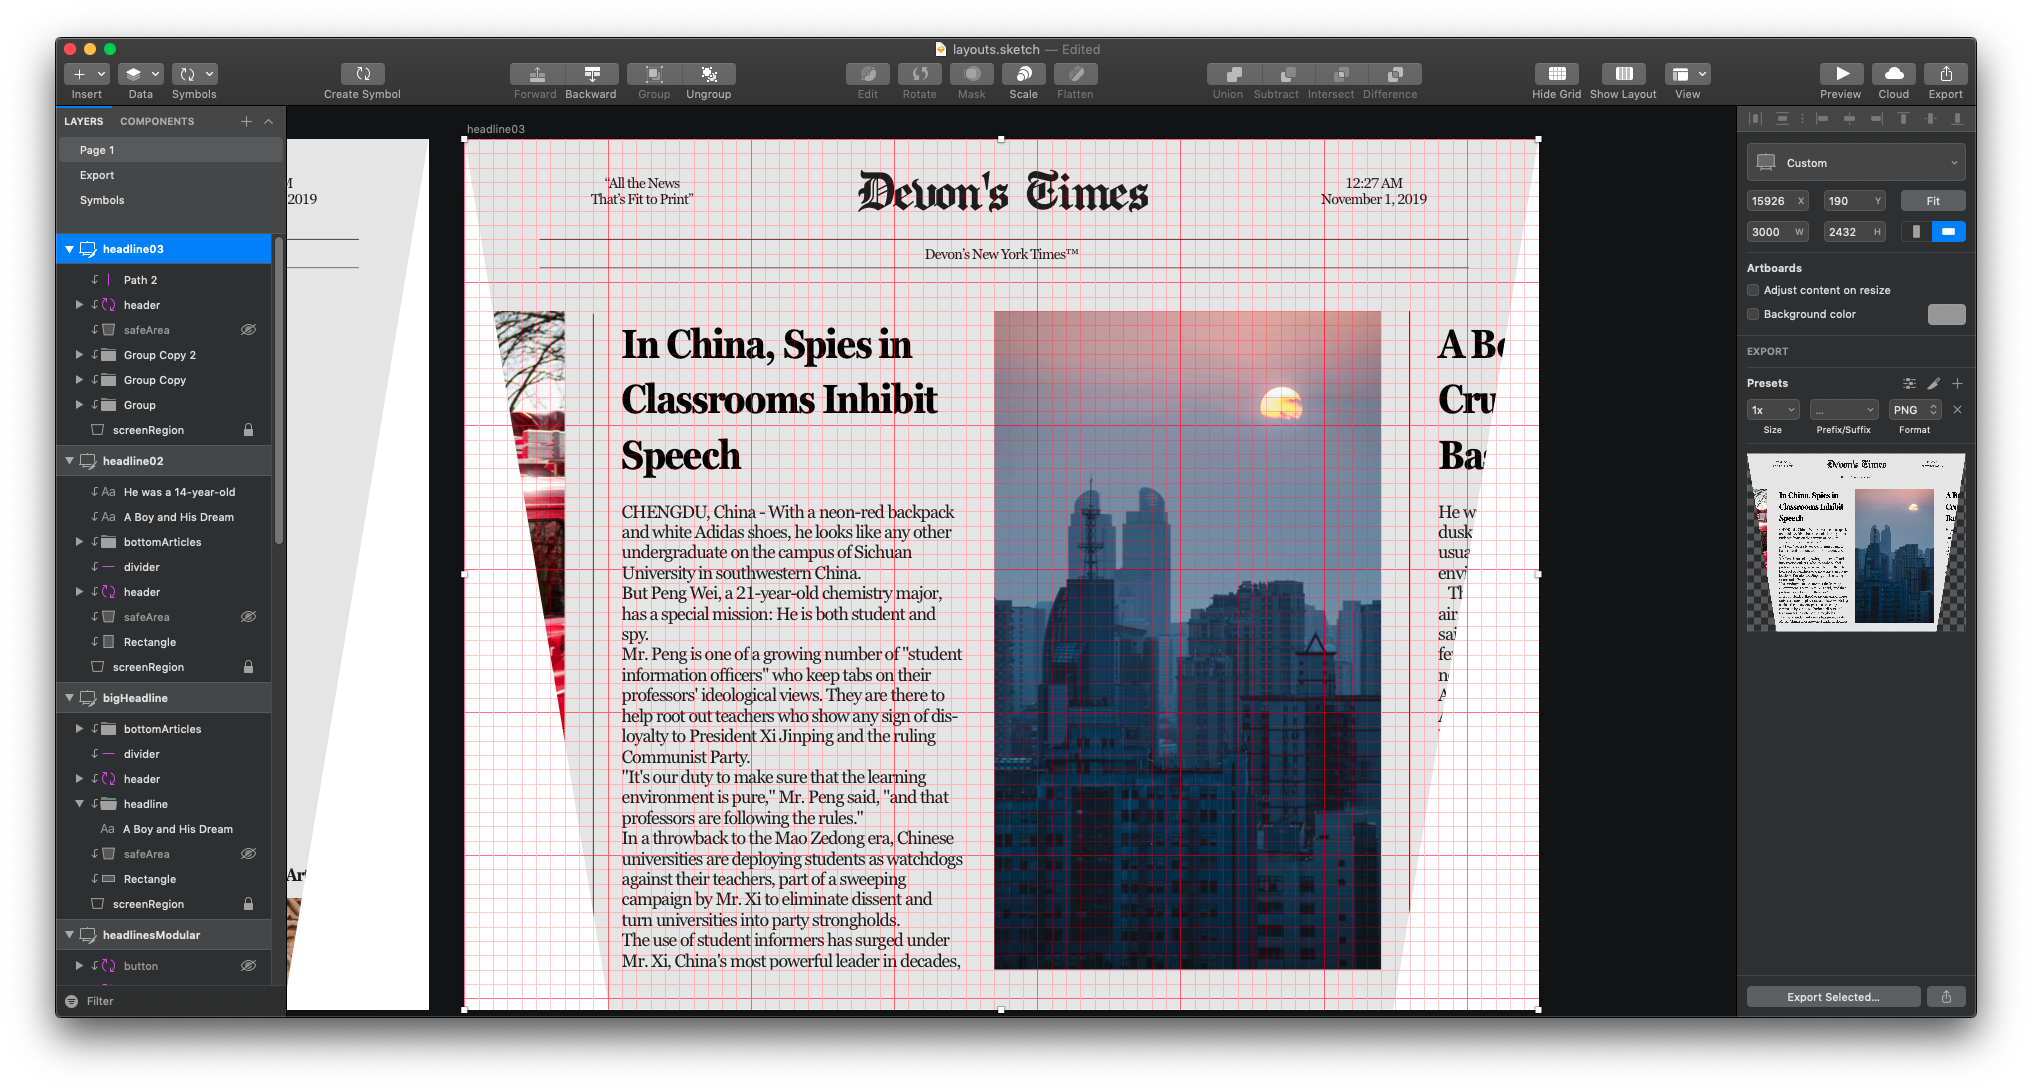 layouts.sketch — Edited
Insert
Data
Symbols
Create Symbol
Forward
Backward
Group
Ungroup
Edit
Rotate
Mask
Scale
Flatten
Union
Subtract
Intersect
Difference
Hide Grid
Show Layout
View
Preview
Cloud
Export
LAYERS
COMPONENTS
Page 1
Export
Symbols
headline03
Path 2
header
safeArea
Group Copy 2
Group Copy
Group
screenRegion
headline02
Aa He was a 14-year-old
Aa A Boy and His Dream
bottomArticles
divider
header
safeArea
Rectangle
screenRegion
bigHeadline
bottomArticles
divider
header
headline
Aa A Boy and His Dream
safeArea
Rectangle
screenRegion
headlinesModular
button
Filter
M
2019
Ar
headline03
“All the News
That’s Fit to Print”
Devon's Times
12:27 AM
November 1, 2019
Devon’s New York Times™
In China, Spies in
Classrooms Inhibit
Speech
CHENGDU, China - With a neon-red backpack
and white Adidas shoes, he looks like any other
undergraduate on the campus of Sichuan
University in southwestern China.
But Peng Wei, a 21-year-old chemistry major,
has a special mission: He is both student and
spy.
Mr. Peng is one of a growing number of "student
information officers" who keep tabs on their
professors' ideological views. They are there to
help root out teachers who show any sign of dis-
loyalty to President Xi Jinping and the ruling
Communist Party.
"It's our duty to make sure that the learning
environment is pure," Mr. Peng said, "and that
professors are following the rules."
In a throwback to the Mao Zedong era, Chinese
universities are deploying students as watchdogs
against their teachers, part of a sweeping
campaign by Mr. Xi to eliminate dissent and
turn universities into party strongholds.
The use of student informers has surged under
Mr. Xi, China's most powerful leader in decades,
A Bo
Cru
Bas
He w
dusk
usua
envi
Th
air
sai
fe
n
A
Custom
15926 X
190 Y
Fit
3000 W
2432 H
Artboards
Adjust content on resize
Background color
EXPORT
Presets
1x
...
PNG
Size
Prefix/Suffix
Format
Devon's Times
In China, Spies in
Classrooms Inhibit
Speech
Export Selected...